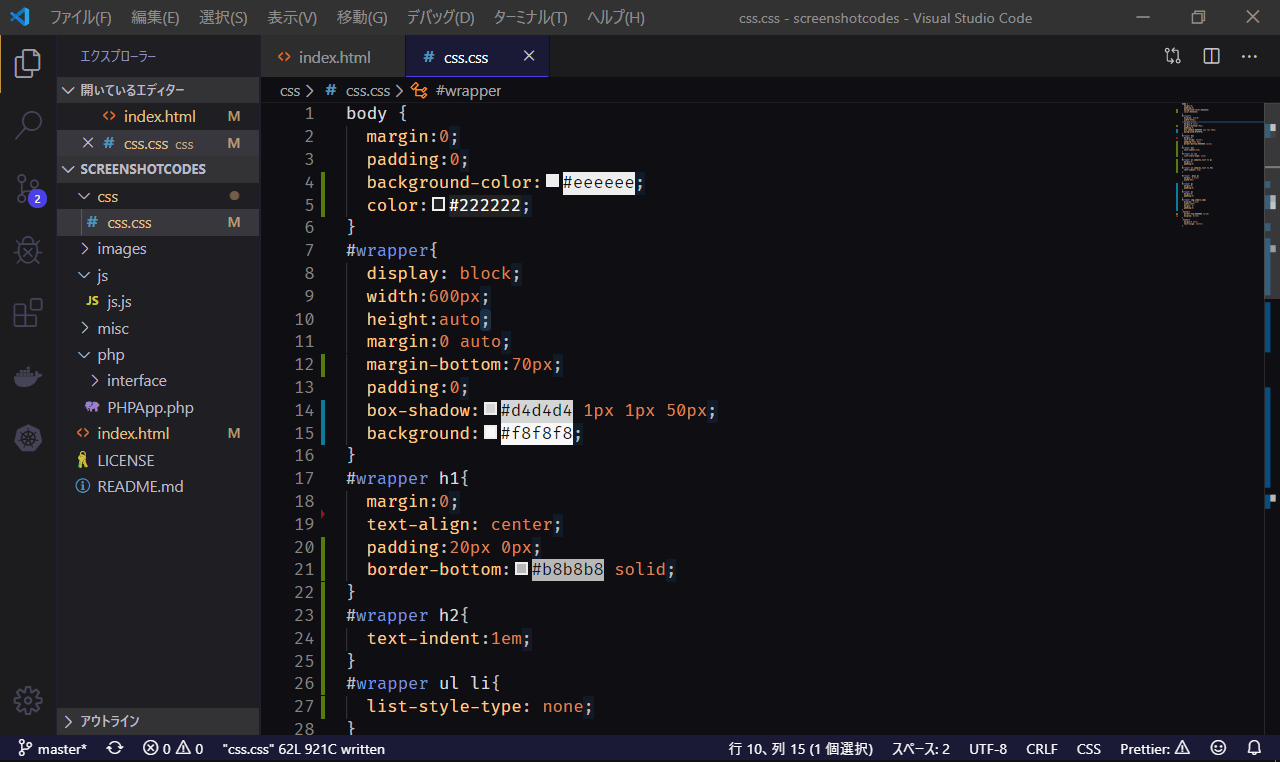 ファイル(F) 編集(E) 選択(S) 表示(V) 移動(G) デバッグ(D) ターミナル(T) ヘルプ(H) css.css - screenshotcodes - Visual Studio Code
エクスプローラー
開いているエディター
index.html M
css.css css M
SCREENSHOTCODES
css
css.css M
images
js
JS js.js
misc
php
interface
PHPApp.php
index.html M
LICENSE
README.md
アウトライン
2
index.html # css.css
css > # css.css > #wrapper
1 body {
2 margin:0;
3 padding:0;
4 background-color:#eeeeee;
5 color:#222222;
6 }
7 #wrapper{
8 display: block;
9 width:600px;
10 height:auto;
11 margin:0 auto;
12 margin-bottom:70px;
13 padding:0;
14 box-shadow:#d4d4d4 1px 1px 50px;
15 background:#f8f8f8;
16 }
17 #wrapper h1{
18 margin:0;
19 text-align: center;
20 padding:20px 0px;
21 border-bottom:#b8b8b8 solid;
22 }
23 #wrapper h2{
24 text-indent:1em;
25 }
26 #wrapper ul li{
27 list-style-type: none;
28 }
master* 0 0 "css.css" 62L 921C written 行 10、列 15 (1 個選択) スペース: 2 UTF-8 CRLF CSS Prettier: